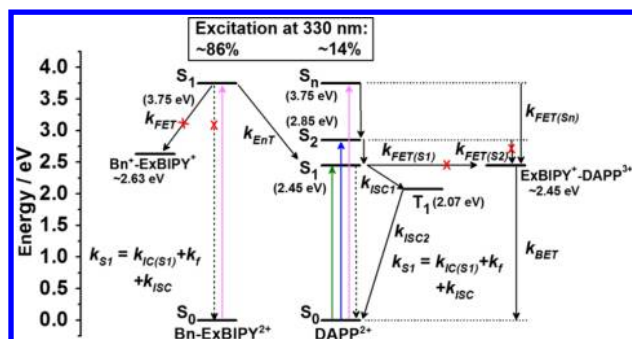 Excitation at 330 nm:
~86% ~14%
Energy / eV
4.0
3.5
3.0
2.5
2.0
1.5
1.0
0.5
0.0
S1
(3.75 eV)
kFET
Bn+-ExBIPY+
~2.63 eV
kEnT
kS1 = kIC(S1)+kf
+kISC
S0
Bn-ExBIPY2+
Sn
(3.75 eV)
(2.85 eV)
S2
S1
(2.45 eV)
kFET(S1)
kFET(S2)
kFET(Sn)
kISC1
T1 (2.07 eV)
ExBIPY+-DAPP3+
~2.45 eV
kISC2
kS1 = kIC(S1)+kf
+kISC
kBET
S0
DAPP2+